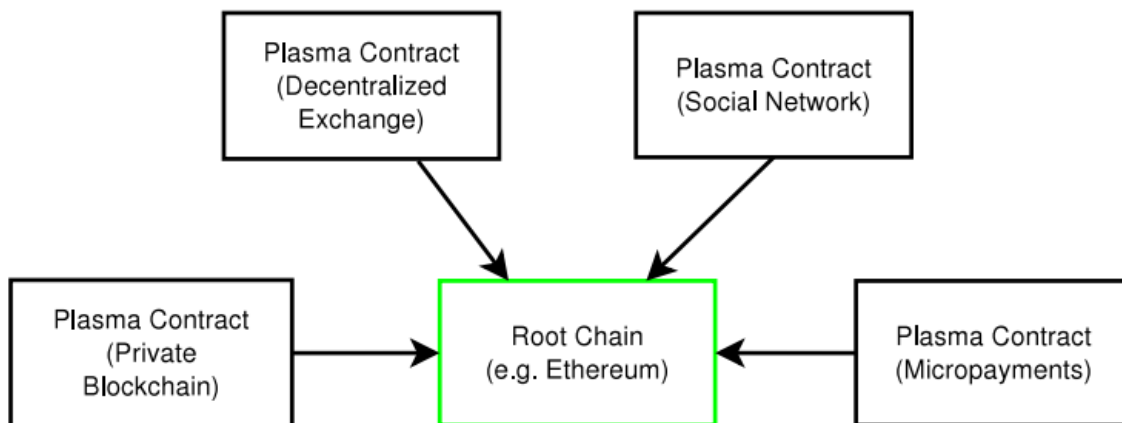 Plasma Contract
(Decentralized
Exchange)
Plasma Contract
(Social Network)
Plasma Contract
(Private
Blockchain)
Root Chain
(e.g. Ethereum)
Plasma Contract
(Micropayments)